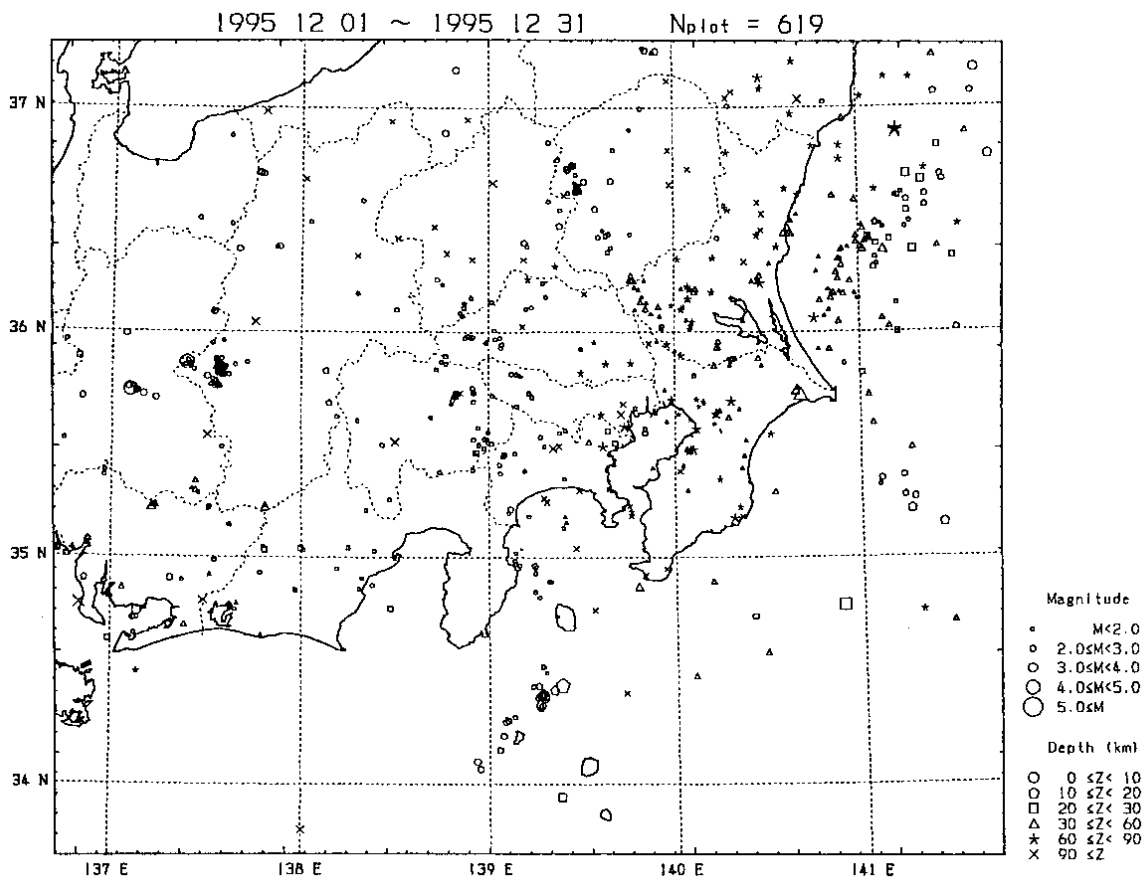 1995 12 01 ~ 1995 12 31 Nplot = 619
37 N
36 N
35 N
34 N
137 E 138 E 139 E 140 E 141 E
Magnitude
M<2.0
2.0≤M<3.0
3.0≤M<4.0
4.0≤M<5.0
5.0≤M
Depth (km)
0 ≤Z< 10
10 ≤Z< 20
20 ≤Z< 30
30 ≤Z< 60
60 ≤Z< 90
90 ≤Z